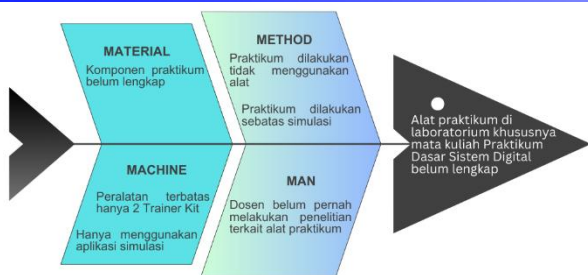 MATERIAL
Komponen praktikum
belum lengkap
METHOD
Praktikum dilakukan
tidak menggunakan
alat
Praktikum dilakukan
sebatas simulasi
MACHINE
Peralatan terbatas
hanya 2 Trainer Kit
Hanya menggunakan
aplikasi simulasi
MAN
Dosen belum pernah
melakukan penelitian
terkait alat praktikum
Alat praktikum di
laboratorium khususnya
mata kuliah Praktikum
Dasar Sistem Digital
belum lengkap